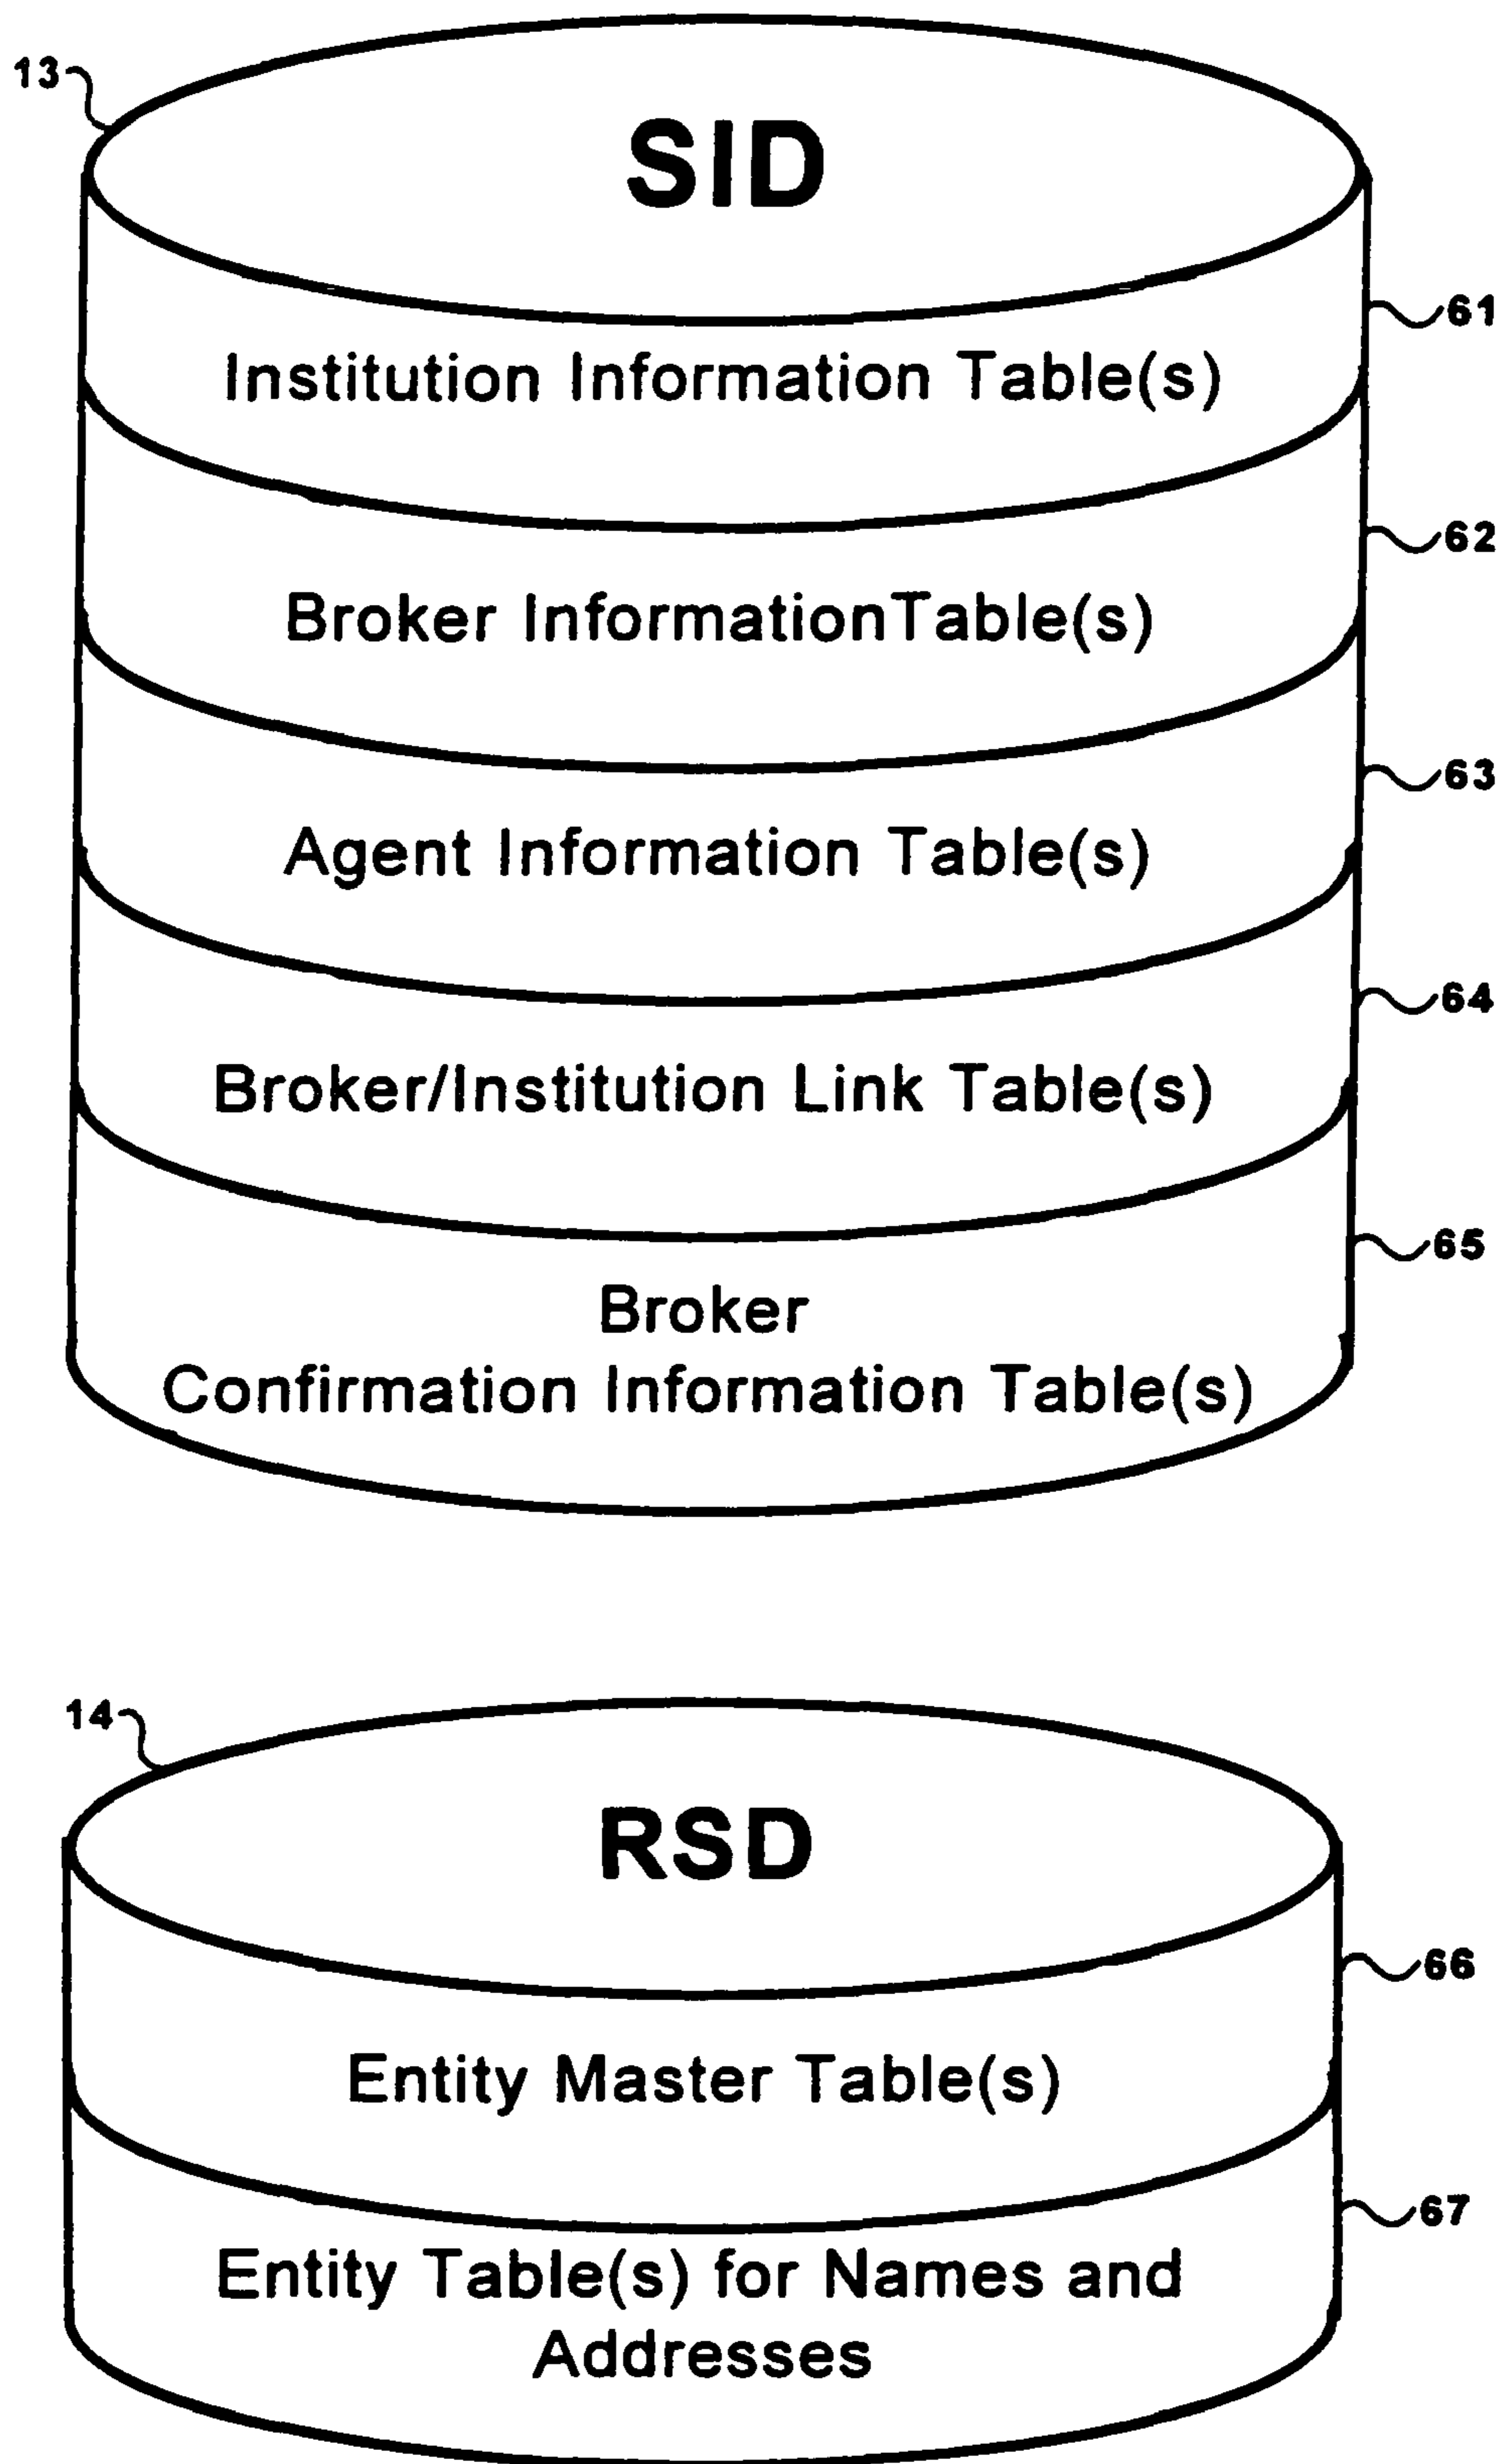 13
SID
61
Institution Information Table(s)
62
Broker InformationTable(s)
63
Agent Information Table(s)
64
Broker/Institution Link Table(s)
65
Broker
Confirmation Information Table(s)
14
RSD
66
Entity Master Table(s)
67
Entity Table(s) for Names and
Addresses